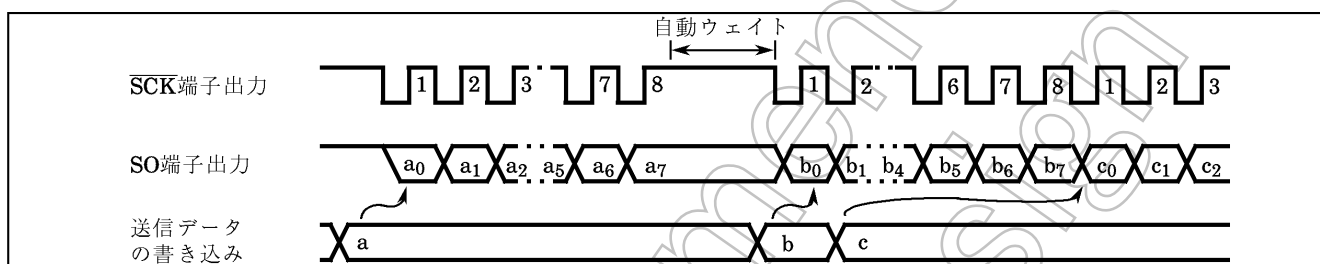 自動ウェイト
SCK端子出力 1 2 3 7 8 1 2 6 7 8 1 2 3
SO端子出力 a0 a1 a2 a5 a6 a7 b0 b1 b4 b5 b6 b7 c0 c1 c2
送信データ
の書き込み a b c